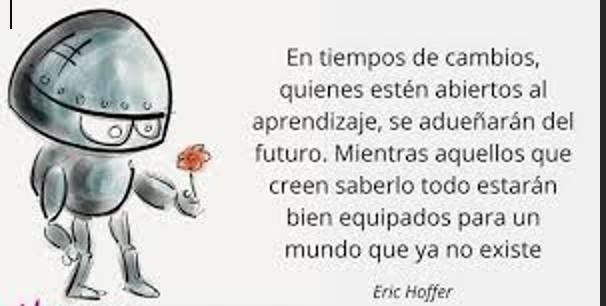 En tiempos de cambios,
quienes estén abiertos al
aprendizaje, se adueñarán del
futuro. Mientras aquellos que
creen saberlo todo estarán
bien equipados para un
mundo que ya no existe
Eric Hoffer